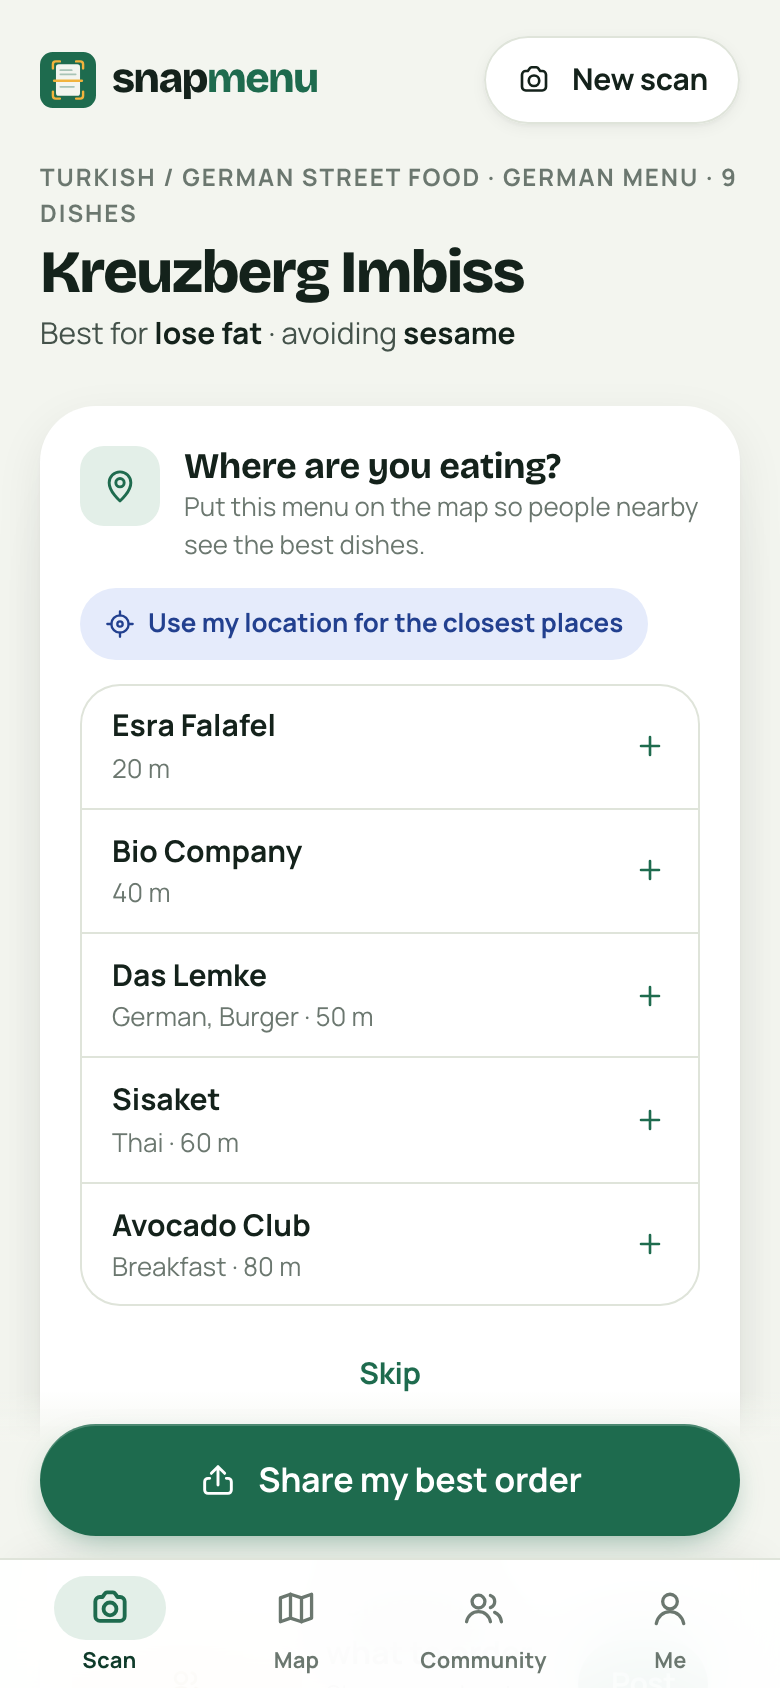 snapmenu
New scan
TURKISH / GERMAN STREET FOOD · GERMAN MENU · 9
DISHES
Kreuzberg Imbiss
Best for lose fat · avoiding sesame
Where are you eating?
Put this menu on the map so people nearby
see the best dishes.
Use my location for the closest places
Esra Falafel
20 m
Bio Company
40 m
Das Lemke
German, Burger · 50 m
Sisaket
Thai · 60 m
Avocado Club
Breakfast · 80 m
Skip
Share my best order
Scan
Map
Community
Me